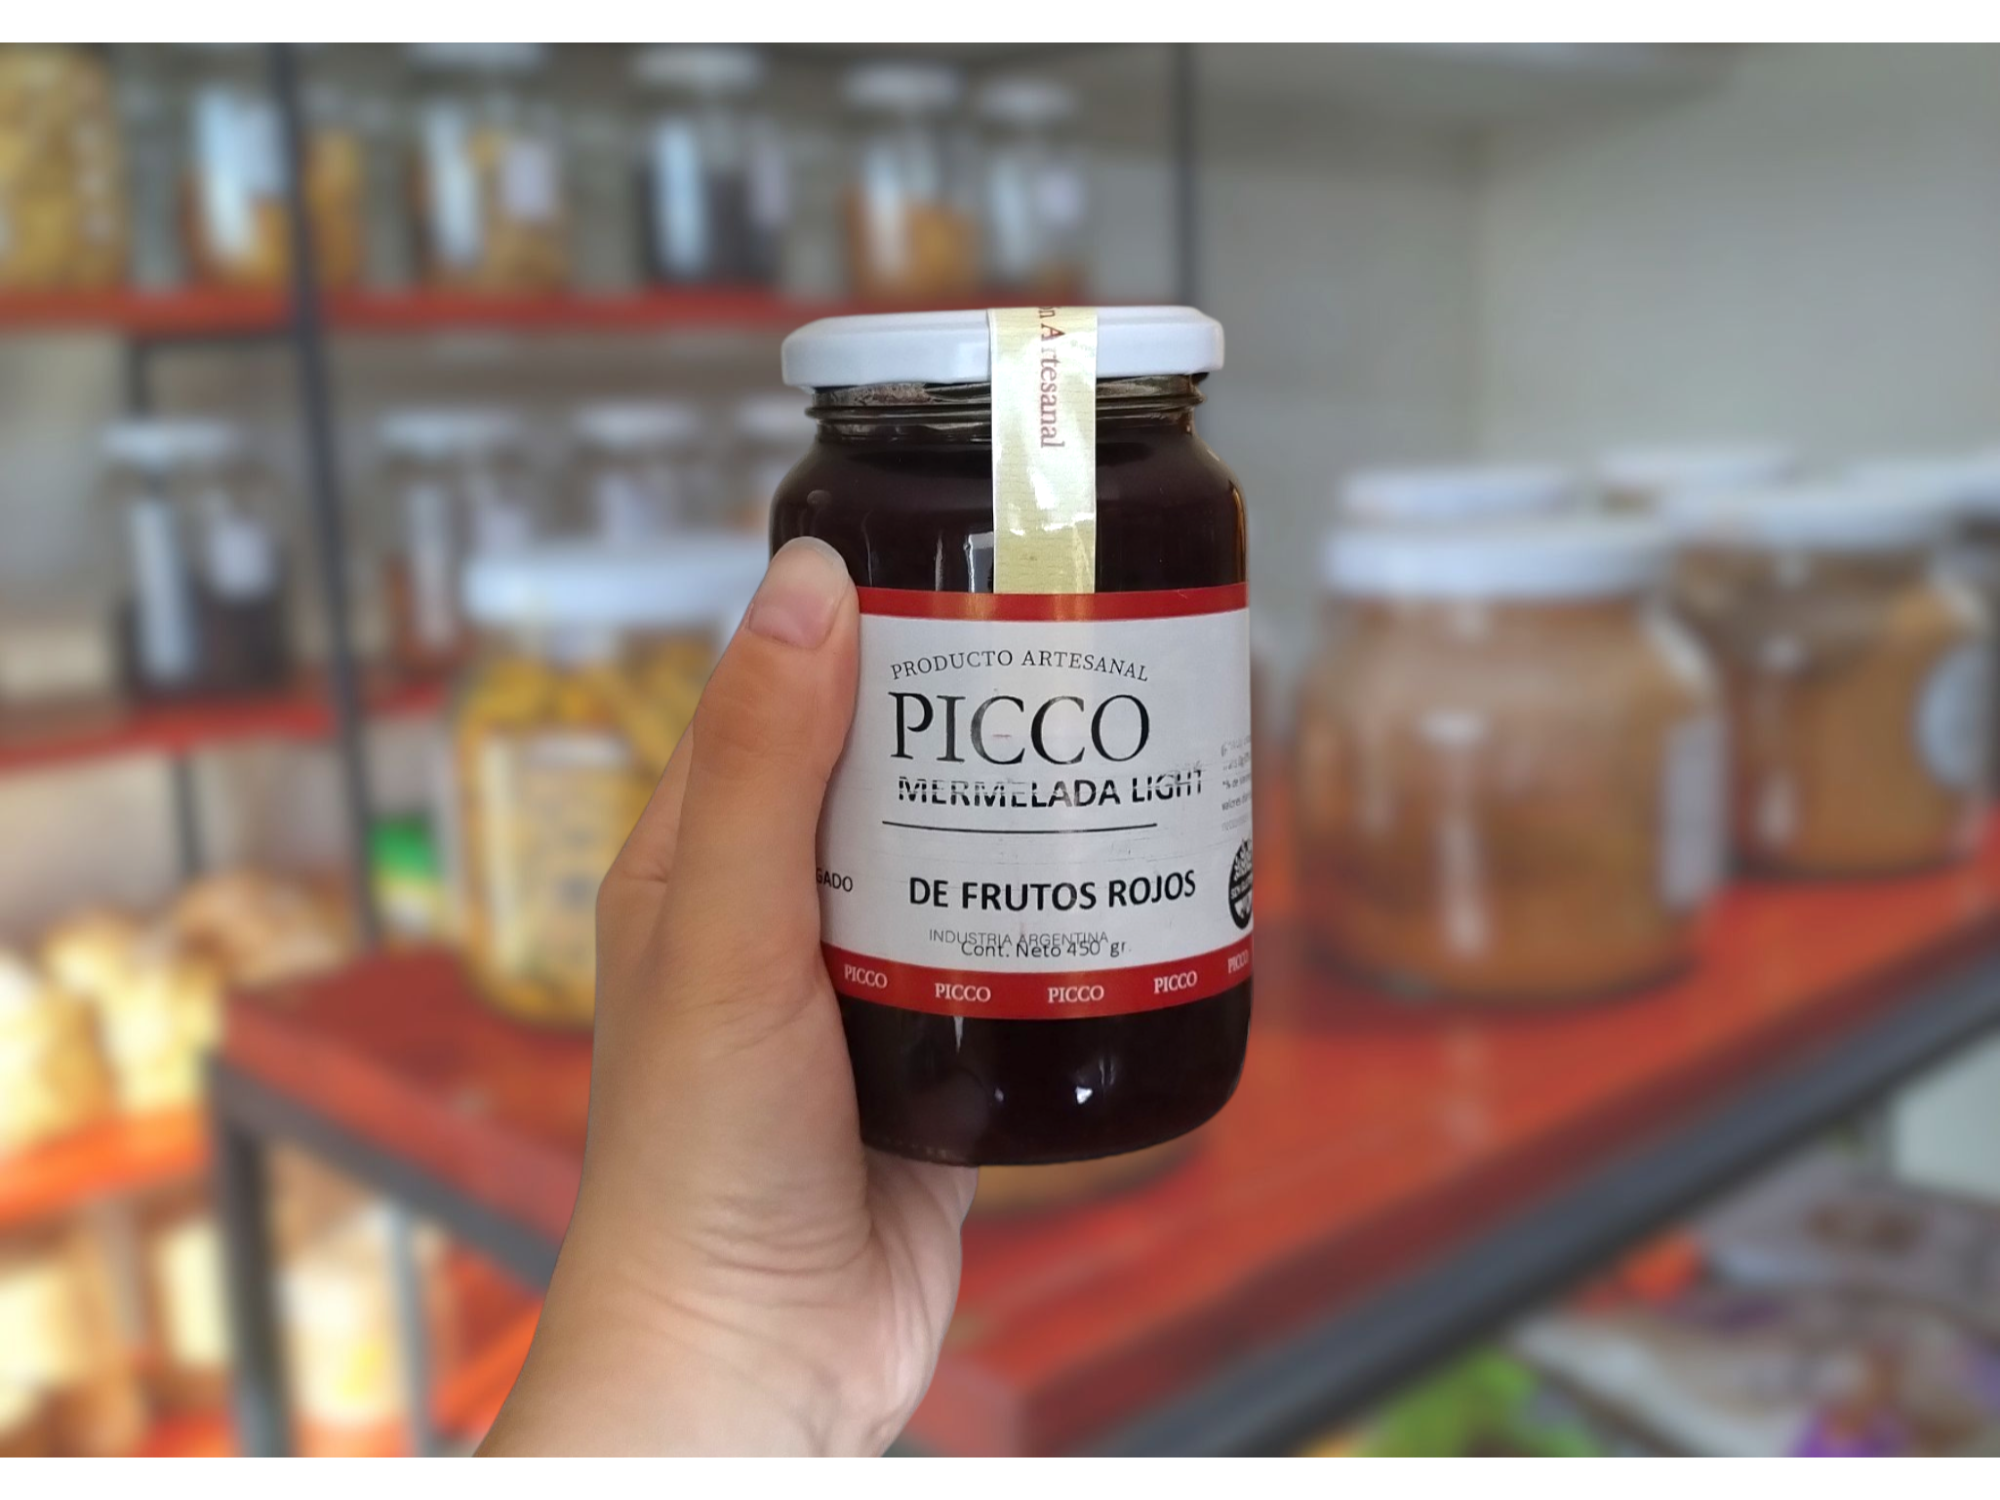 n Artesanal
PRODUCTO ARTESANAL
PICCO
MERMELADA LIGHT
GADO
DE FRUTOS ROJOS
INDUSTRIA ARGENTINA
Cont. Neto 450 gr.
PICCO PICCO PICCO PICCO PICCO